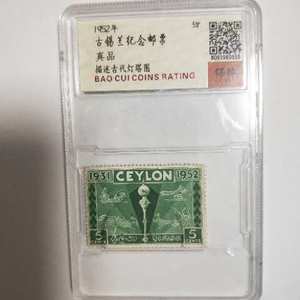 1952年
古锡兰纪念邮票
真品
描述古代灯塔图
BAO CUI COINS RATING
1931 CEYLON 1952
5 5